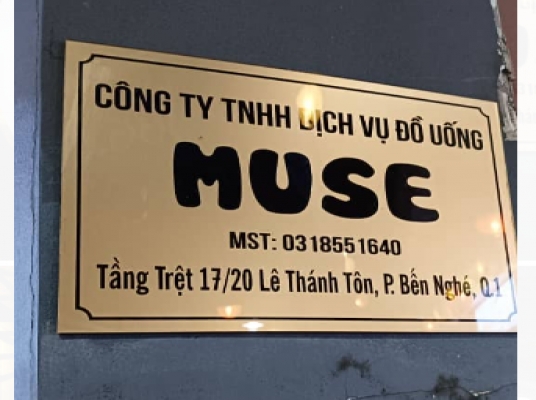 CÔNG TY TNHH DỊCH VỤ ĐỒ UỐNG
MUSE
MST: 0318551640
Tầng Trệt 17/20 Lê Thánh Tôn, P. Bến Nghé, Q.1